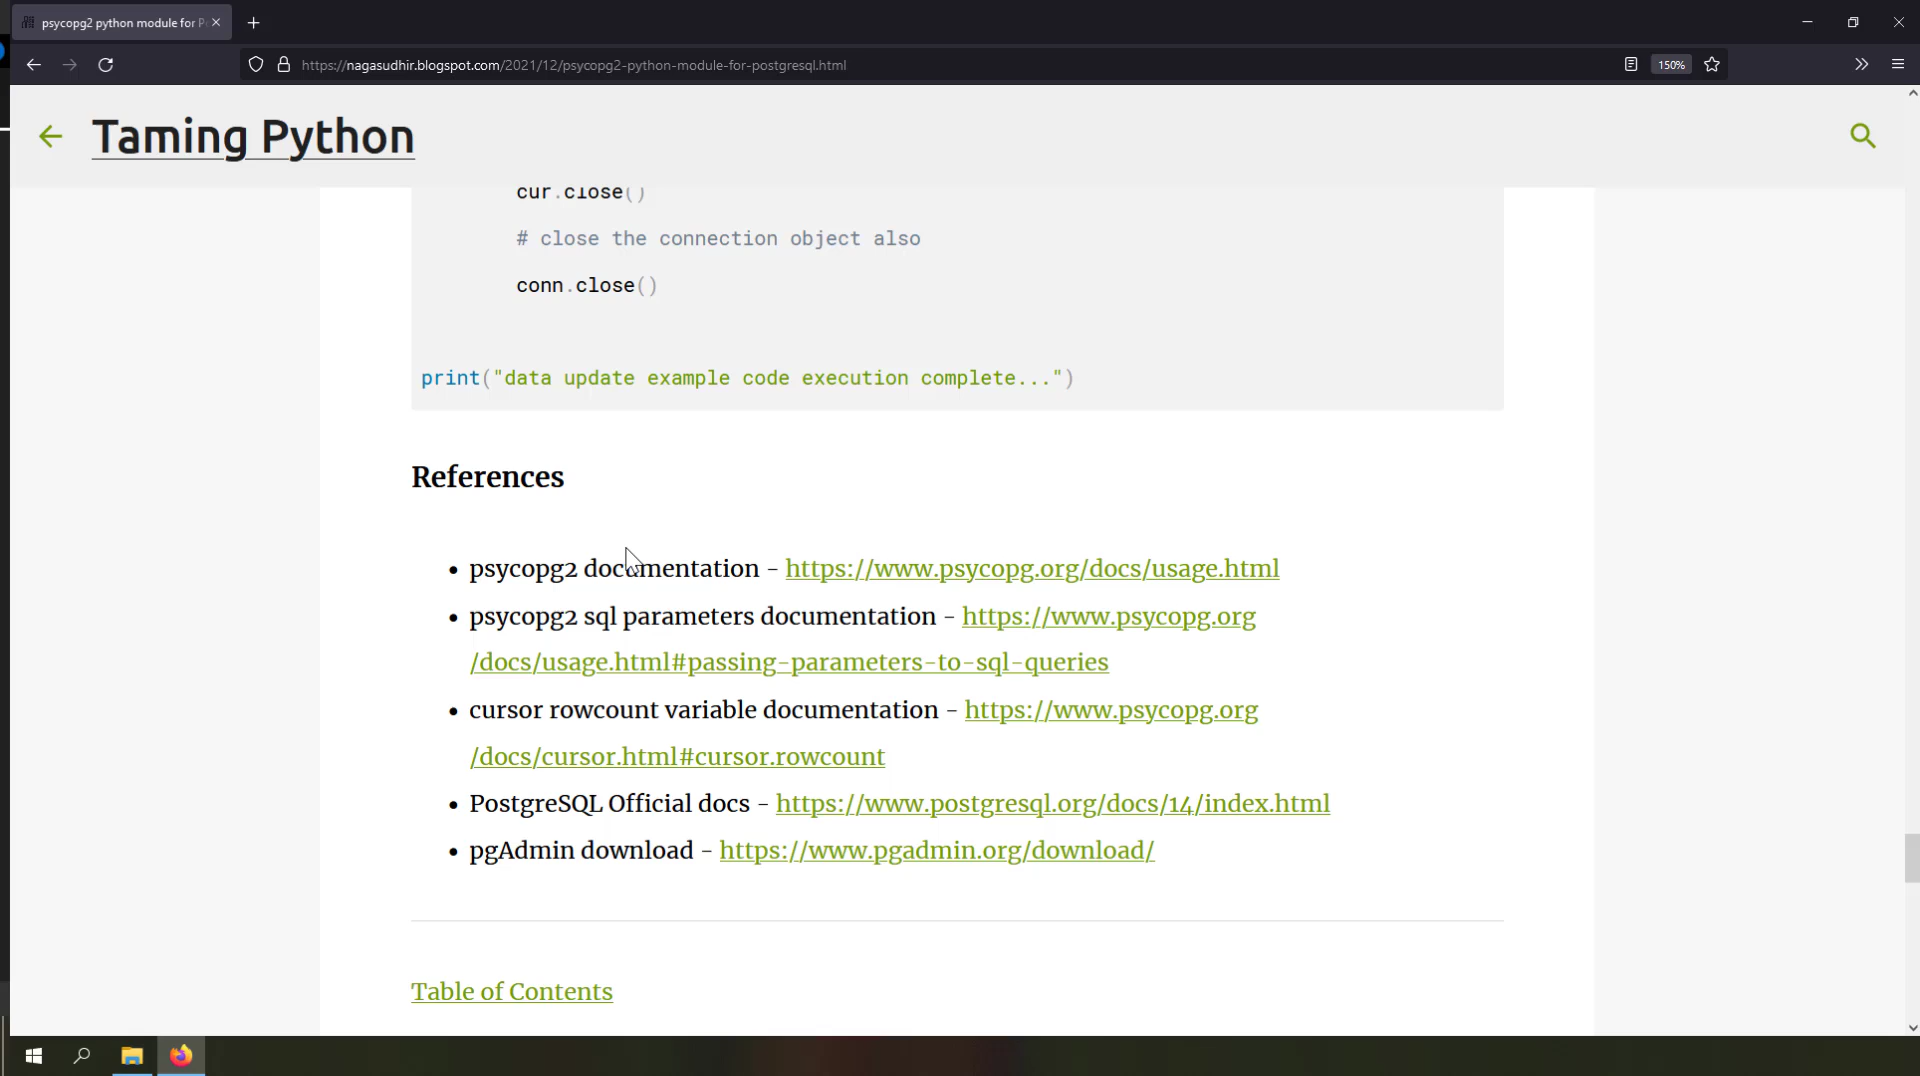 psycopg2 python module for P
https://nagasudhir.blogspot.com/2021/12/psycopg2-python-module-for-postgresql.html
150%
Taming Python
cur.close()
# close the connection object also
conn.close()
print("data update example code execution complete...")
References
psycopg2 documentation - https://www.psycopg.org/docs/usage.html
psycopg2 sql parameters documentation - https://www.psycopg.org
/docs/usage.html#passing-parameters-to-sql-queries
cursor rowcount variable documentation - https://www.psycopg.org
/docs/cursor.html#cursor.rowcount
PostgreSQL Official docs - https://www.postgresql.org/docs/14/index.html
pgAdmin download - https://www.pgadmin.org/download/
Table of Contents